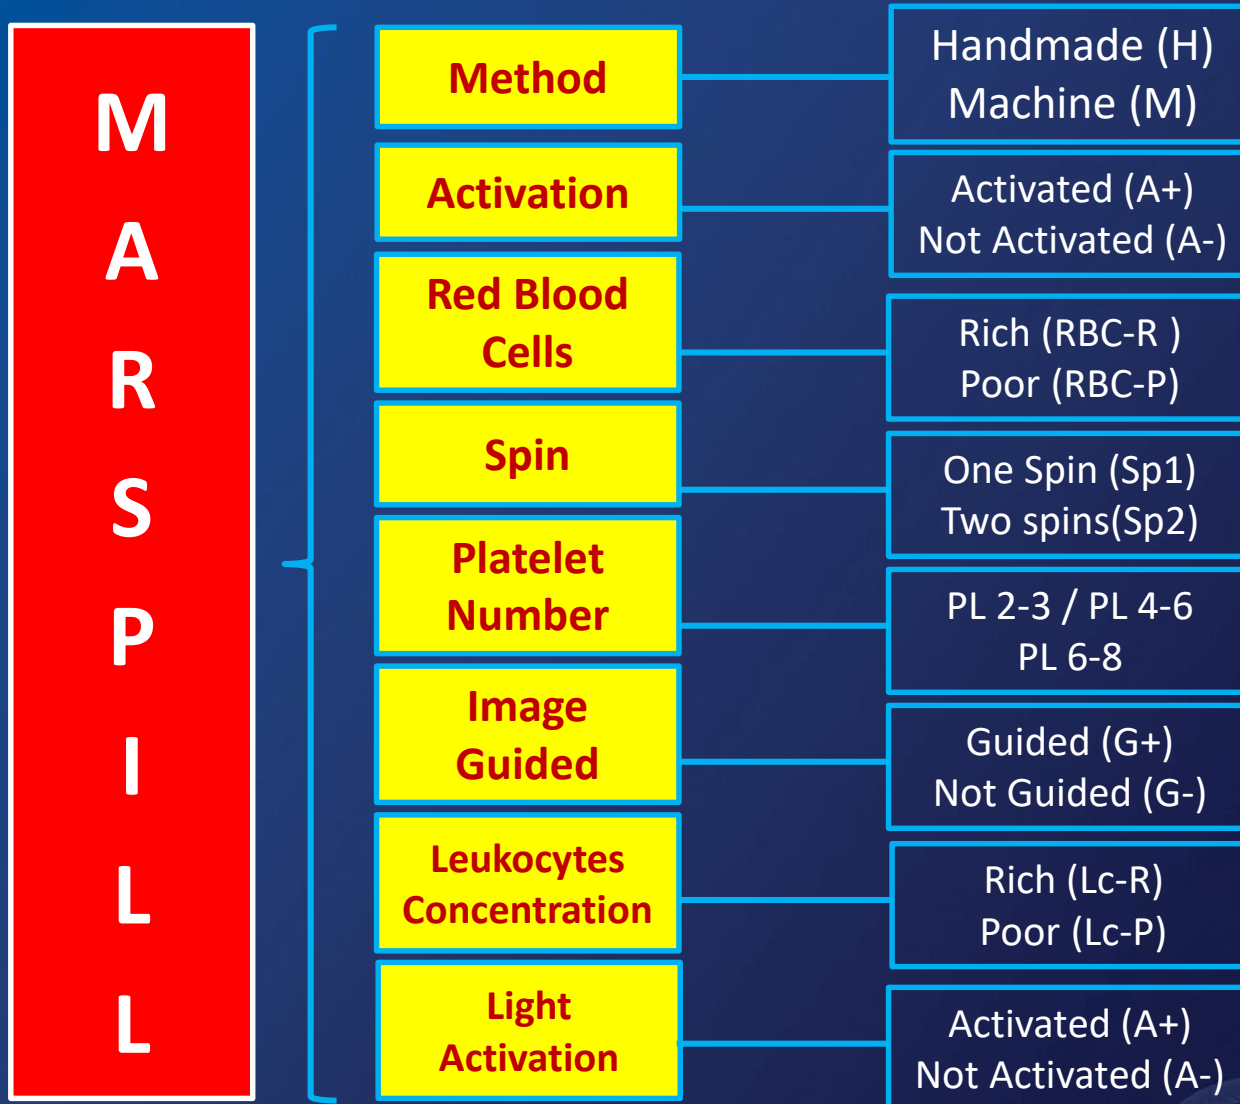 M
A
R
S
P
I
L
L
Method
Handmade (H)
Machine (M)
Activation
Activated (A+)
Not Activated (A-)
Red Blood
Cells
Rich (RBC-R )
Poor (RBC-P)
Spin
One Spin (Sp1)
Two spins(Sp2)
Platelet
Number
PL 2-3 / PL 4-6
PL 6-8
Image
Guided
Guided (G+)
Not Guided (G-)
Leukocytes
Concentration
Rich (Lc-R)
Poor (Lc-P)
Light
Activation
Activated (A+)
Not Activated (A-)